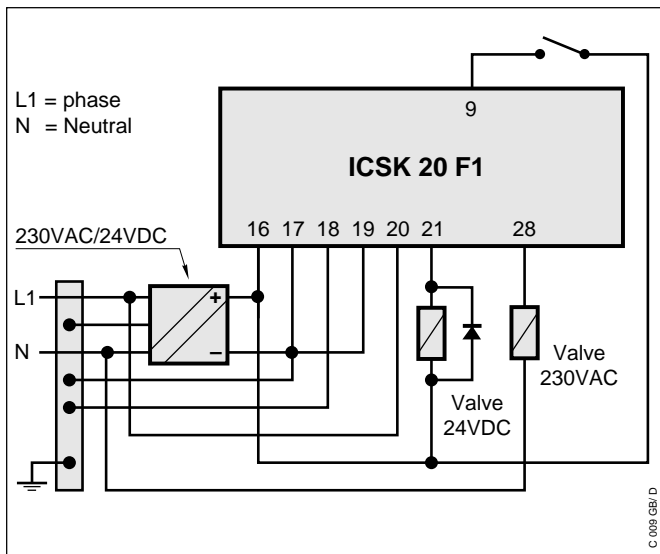 L1 = phase
N = Neutral
9
ICSK 20 F1
16 17 18 19 20 21 28
230VAC/24VDC
L1
+
N
–
Valve
24VDC
Valve
230VAC
C 009 GB/ D